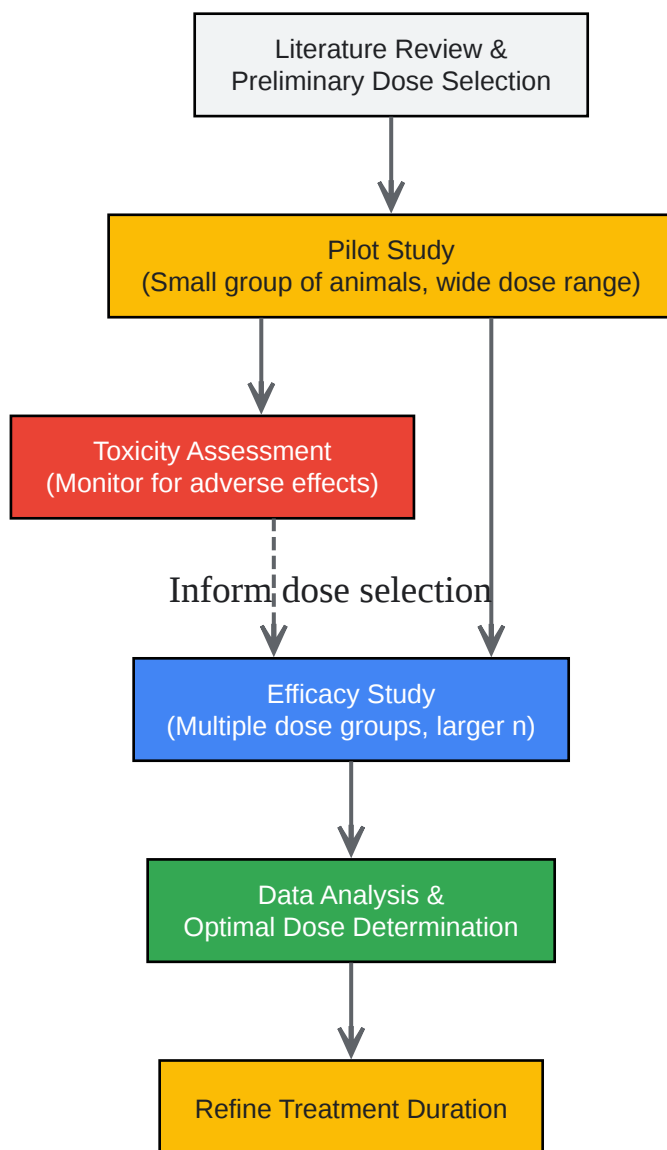 Literature Review &
Preliminary Dose Selection
Pilot Study
(Small group of animals, wide dose range)
Toxicity Assessment
(Monitor for adverse effects)
Inform dose selection
Efficacy Study
(Multiple dose groups, larger n)
Data Analysis &
Optimal Dose Determination
Refine Treatment Duration